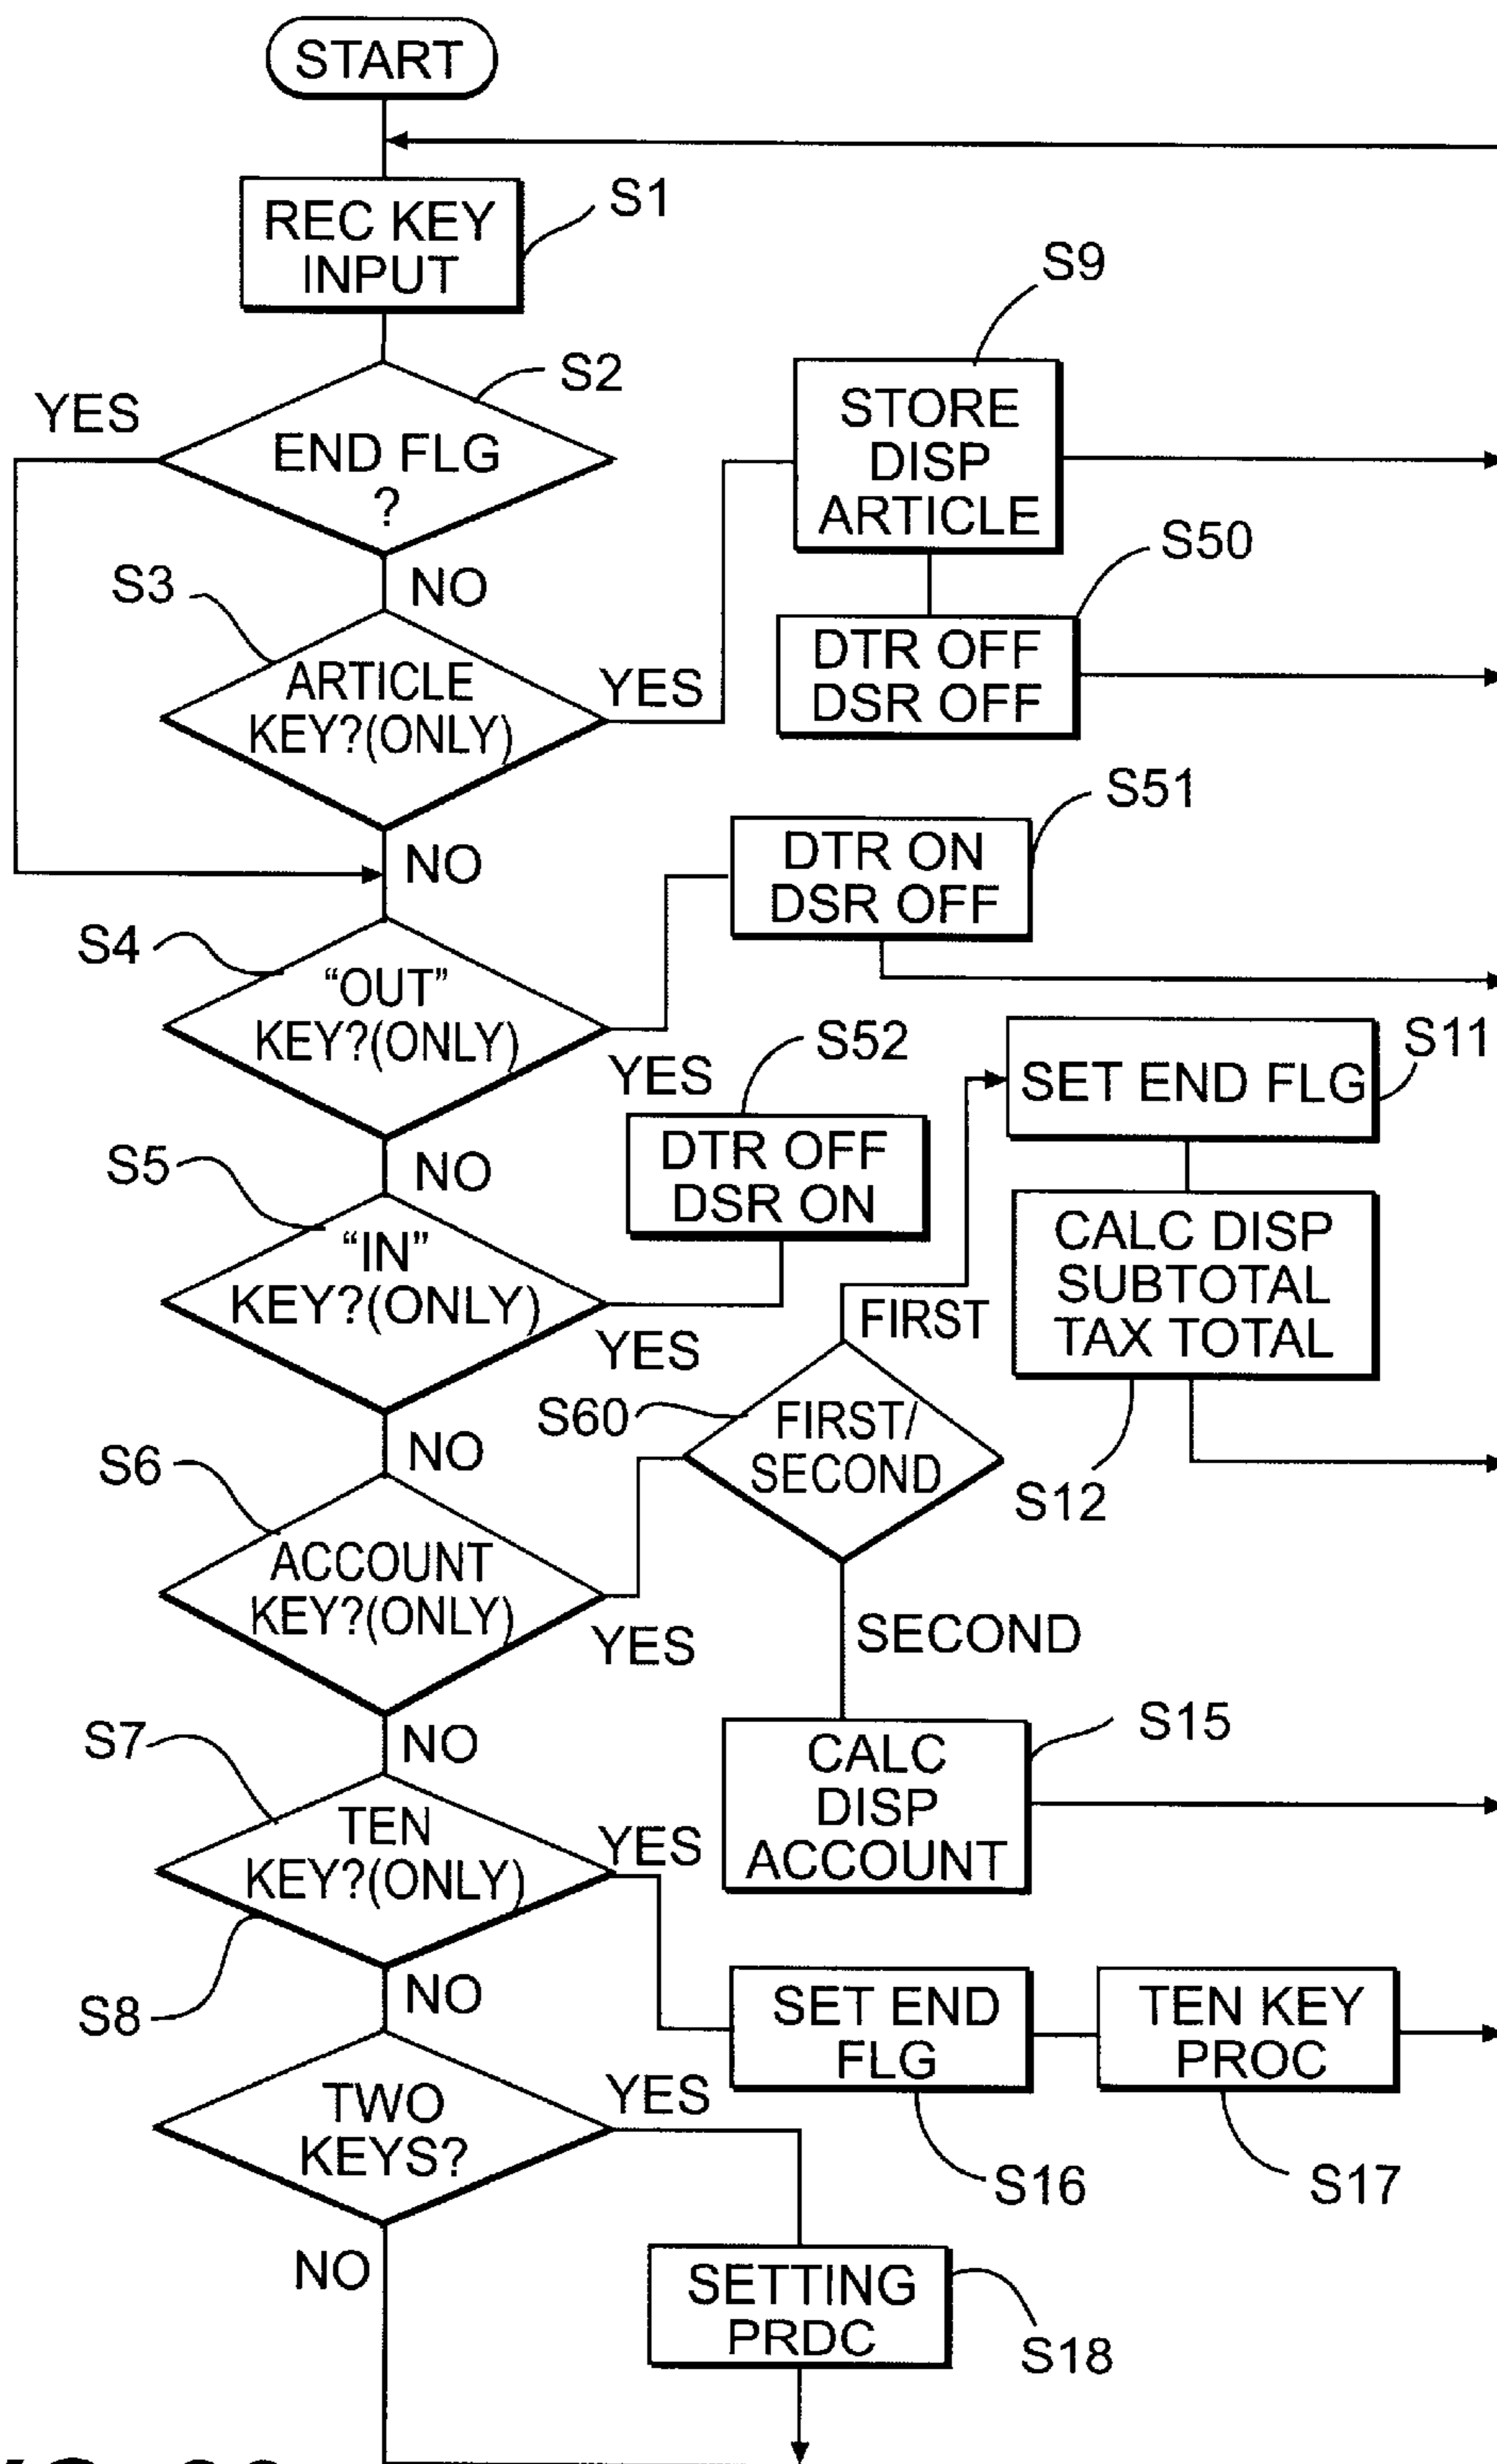 START
REC KEY
INPUT
S1
S2
YES
END FLG
?
NO
S3
ARTICLE
KEY?(ONLY)
YES
S9
STORE
DISP
ARTICLE
S50
DTR OFF
DSR OFF
NO
S51
DTR ON
DSR OFF
S4
“OUT”
KEY?(ONLY)
YES
NO
S52
DTR OFF
DSR ON
S11
SET END FLG
S5
“IN”
KEY?(ONLY)
YES
NO
CALC DISP
SUBTOTAL
TAX TOTAL
S12
FIRST
S60
FIRST/
SECOND
S6
ACCOUNT
KEY?(ONLY)
YES
SECOND
NO
S15
CALC
DISP
ACCOUNT
S7
TEN
KEY?(ONLY)
YES
S8
NO
SET END
FLG
S16
TEN KEY
PROC
S17
TWO
KEYS?
YES
NO
SETTING
PRDC
S18